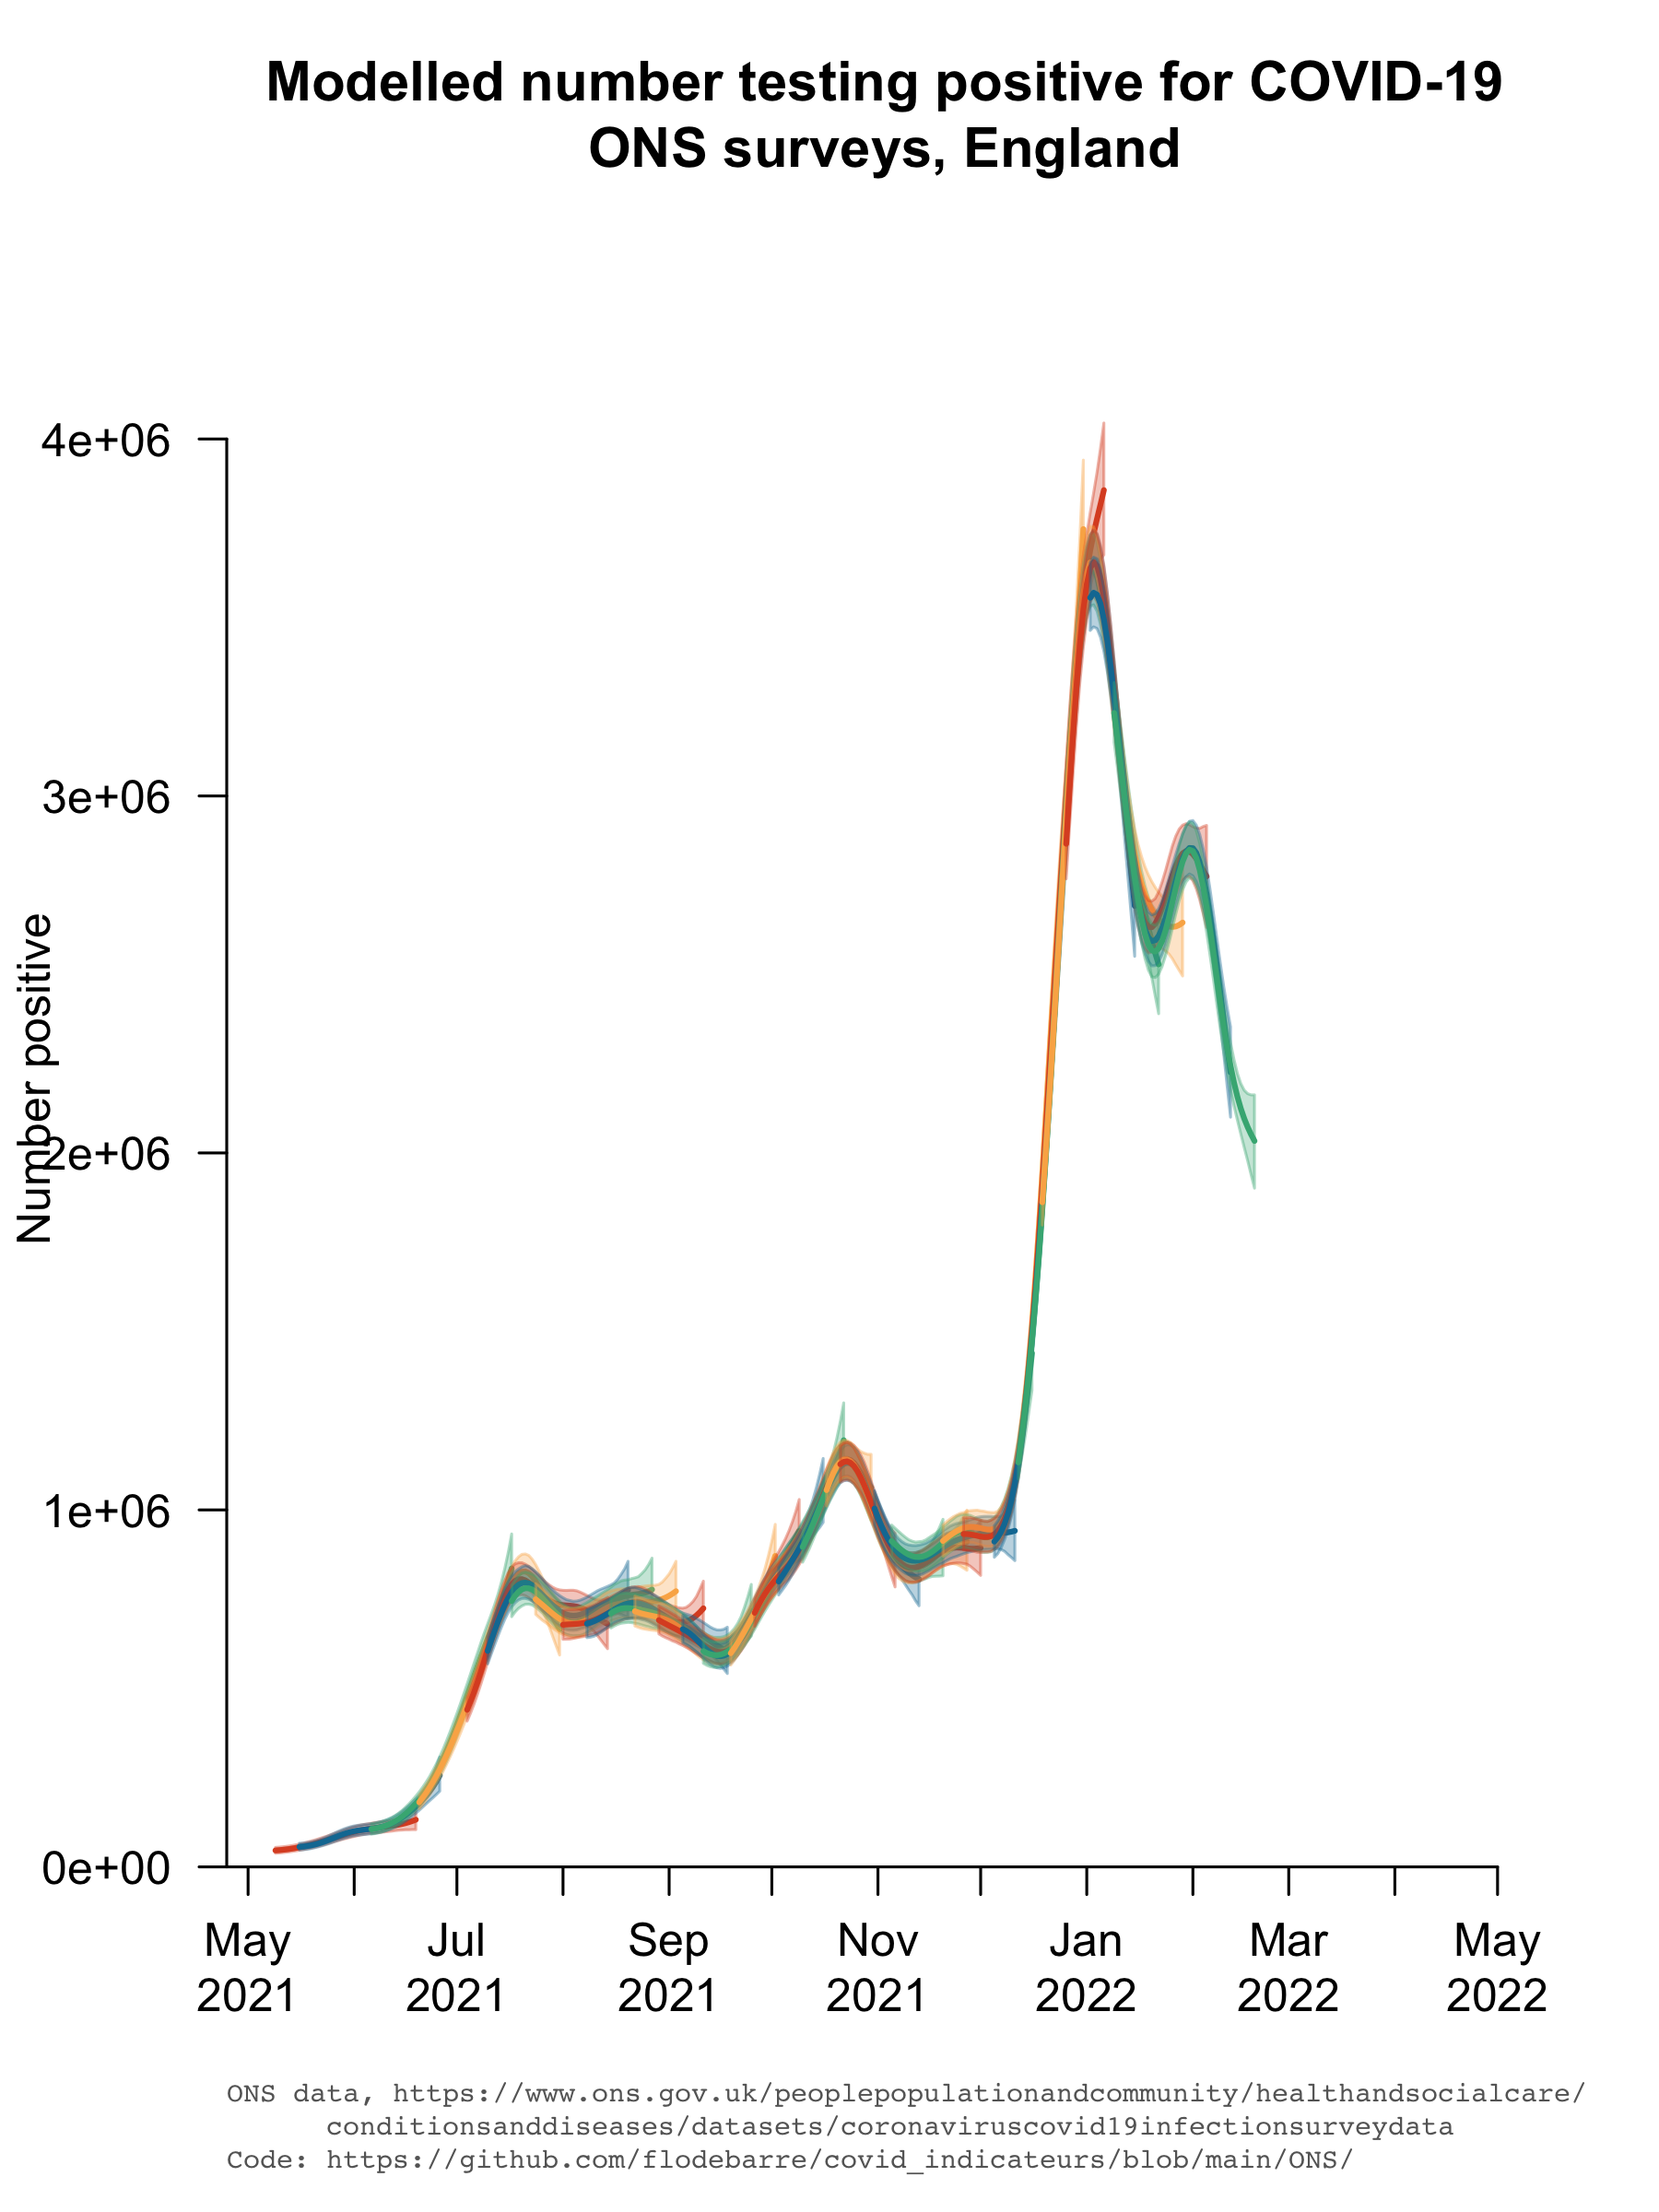 Modelled number testing positive for COVID-19
ONS surveys, England
4e+06
3e+06
2e+06
1e+06
0e+00
Number positive
May Jul Sep Nov Jan Mar May
2021 2021 2021 2021 2022 2022 2022
ONS data, https://www.ons.gov.uk/peoplepopulationandcommunity/healthandsocialcare/
conditionsanddiseases/datasets/coronaviruscovid19infectionsurveydata
Code: https://github.com/flodebarre/covid_indicateurs/blob/main/ONS/